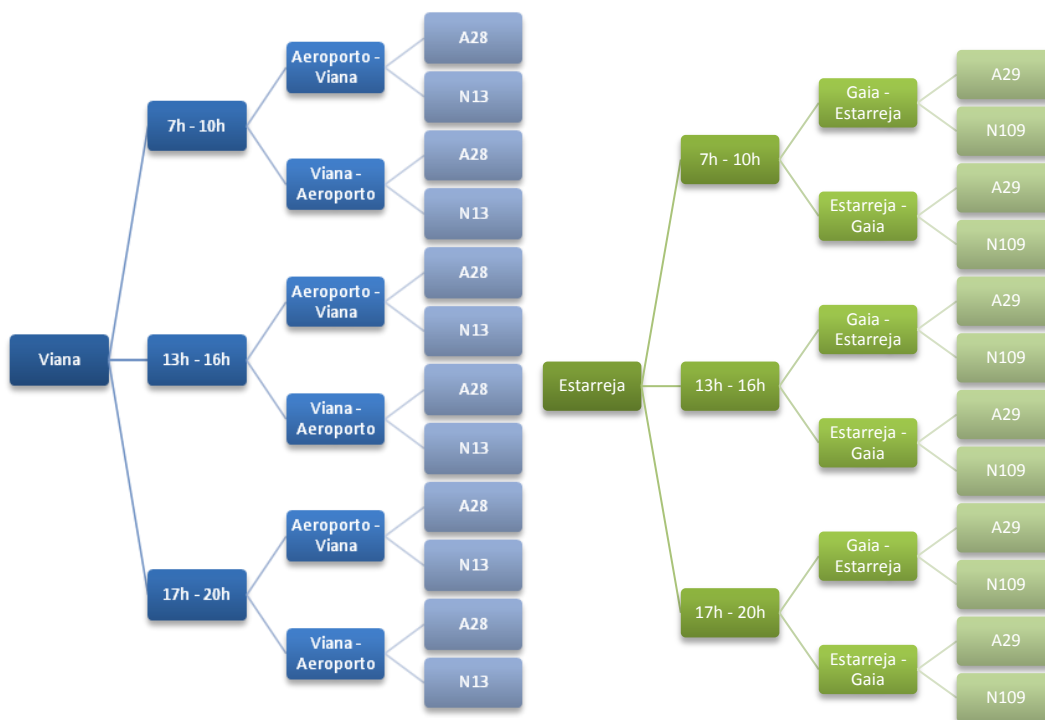 Viana
7h - 10h
Aeroporto -
Viana
A28
N13
Viana -
Aeroporto
A28
N13
13h - 16h
Aeroporto -
Viana
A28
N13
Viana -
Aeroporto
A28
N13
17h - 20h
Aeroporto -
Viana
A28
N13
Viana -
Aeroporto
A28
N13
Estarreja
7h - 10h
Gaia -
Estarreja
A29
N109
Estarreja -
Gaia
A29
N109
13h - 16h
Gaia -
Estarreja
A29
N109
Estarreja -
Gaia
A29
N109
17h - 20h
Gaia -
Estarreja
A29
N109
Estarreja -
Gaia
A29
N109